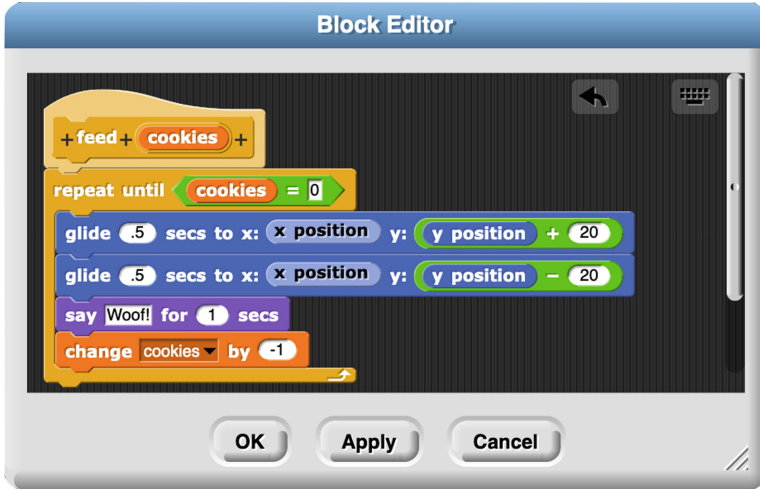 Block Editor
+ feed + cookies +
repeat until cookies = 0
glide .5 secs to x: x position y: y position + 20
glide .5 secs to x: x position y: y position − 20
say Woof! for 1 secs
change cookies by -1
OK Apply Cancel